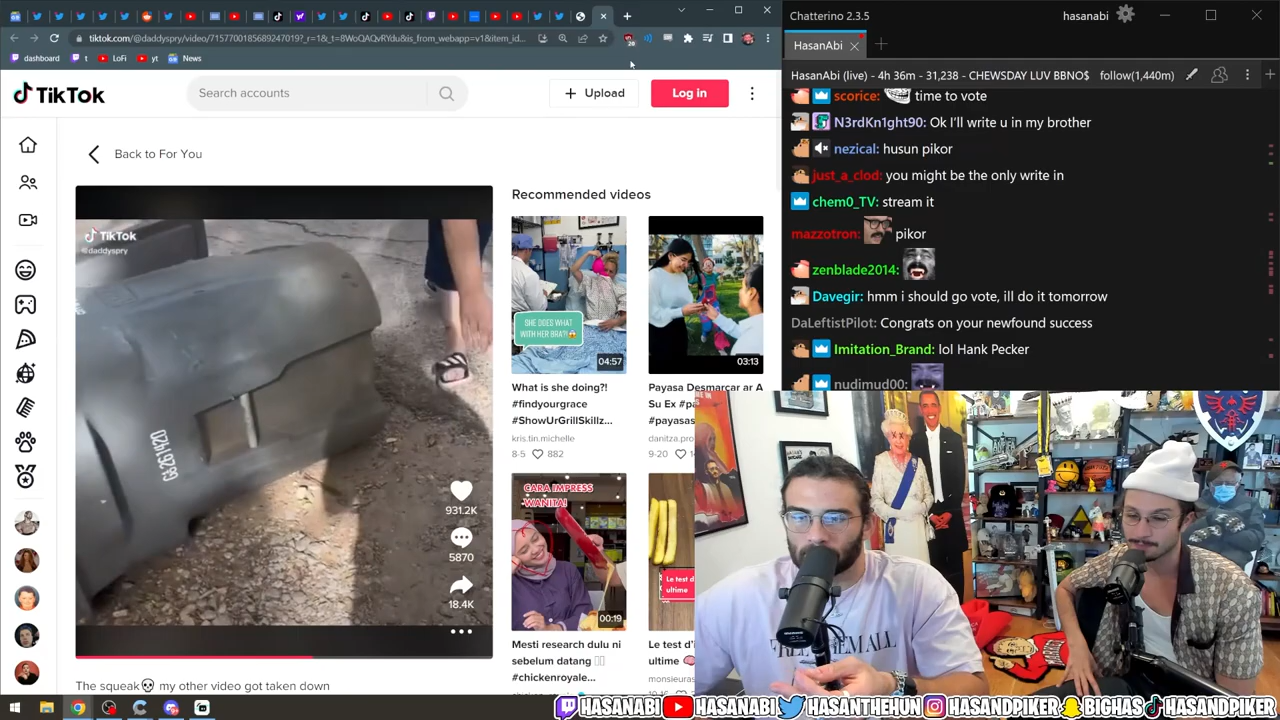 tiktok.com/@daddyspry/video/7157700185689247019?_r=1&_t=8WoQAQvRYdu&is_from_webapp=v1&item_id...
dashboard
t
LoFi
yt
News
TikTok
Search accounts
+ Upload
Log in
Back to For You
TikTok
@daddyspry
931.2K
5870
18.4K
The squeak💀 my other video got taken down
Recommended videos
SHE DOES WHAT
WITH HER BRA?!
04:57
03:13
What is she doing?!
#findyourgrace
#ShowUrGrillSkillz...
kris.tin.michelle
8-5
882
Payasa Desmarcar ar A
Su Ex #pa
#payasas
danitza.pro
9-20
CARA IMPRESS
WANITA!
00:19
Le test d
ultime
Mesti research dulu ni
sebelum datang
#chickenroyale...
Le test d'i
ultime
monsieuras
Chatterino 2.3.5
hasanabi
HasanAbi
HasanAbi (live) - 4h 36m - 31,238 - CHEWSDAY LUV BBNO$
follow(1,440m)
scorice: time to vote
N3rdKn1ght90: Ok I'll write u in my brother
nezical: husun pikor
just_a_clod: you might be the only write in
chem0_TV: stream it
mazzotron: pikor
zenblade2014:
Davegir: hmm i should go vote, ill do it tomorrow
DaLeftistPilot: Congrats on your newfound success
Imitation_Brand: lol Hank Pecker
nudimud00:
HASANABI
HASANABI
HASANTHEHUN
HASANDPIKER
BIGHAS
HASANDPIKER